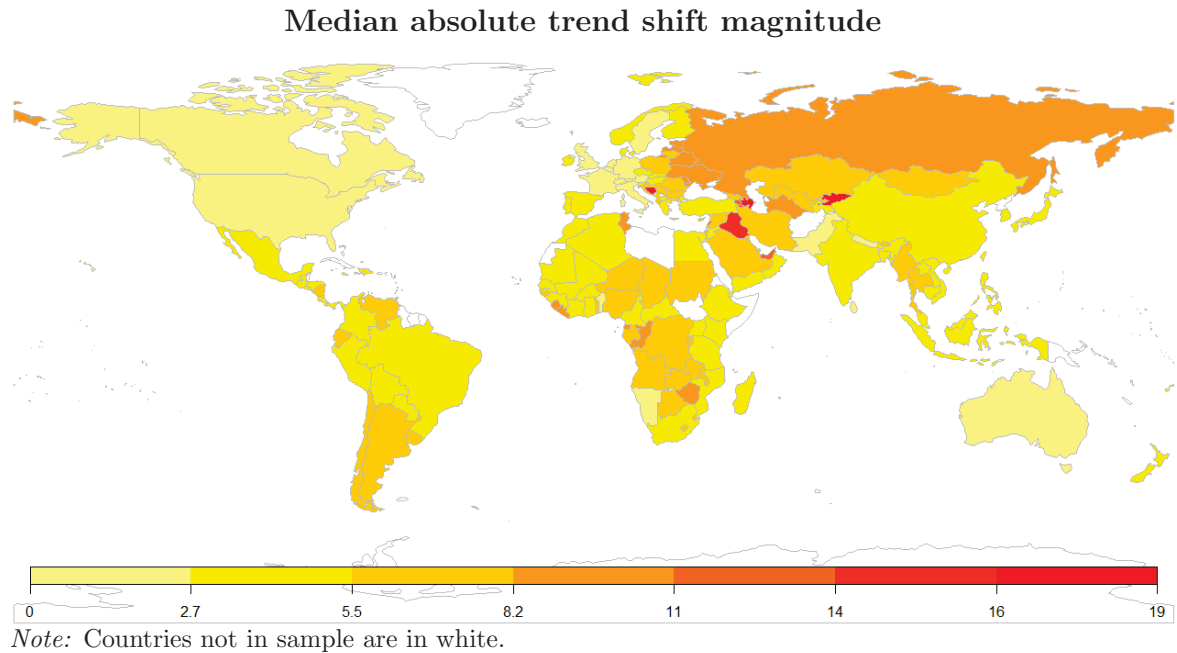 Median absolute trend shift magnitude
0 2.7 5.5 8.2 11 14 16 19
Note: Countries not in sample are in white.